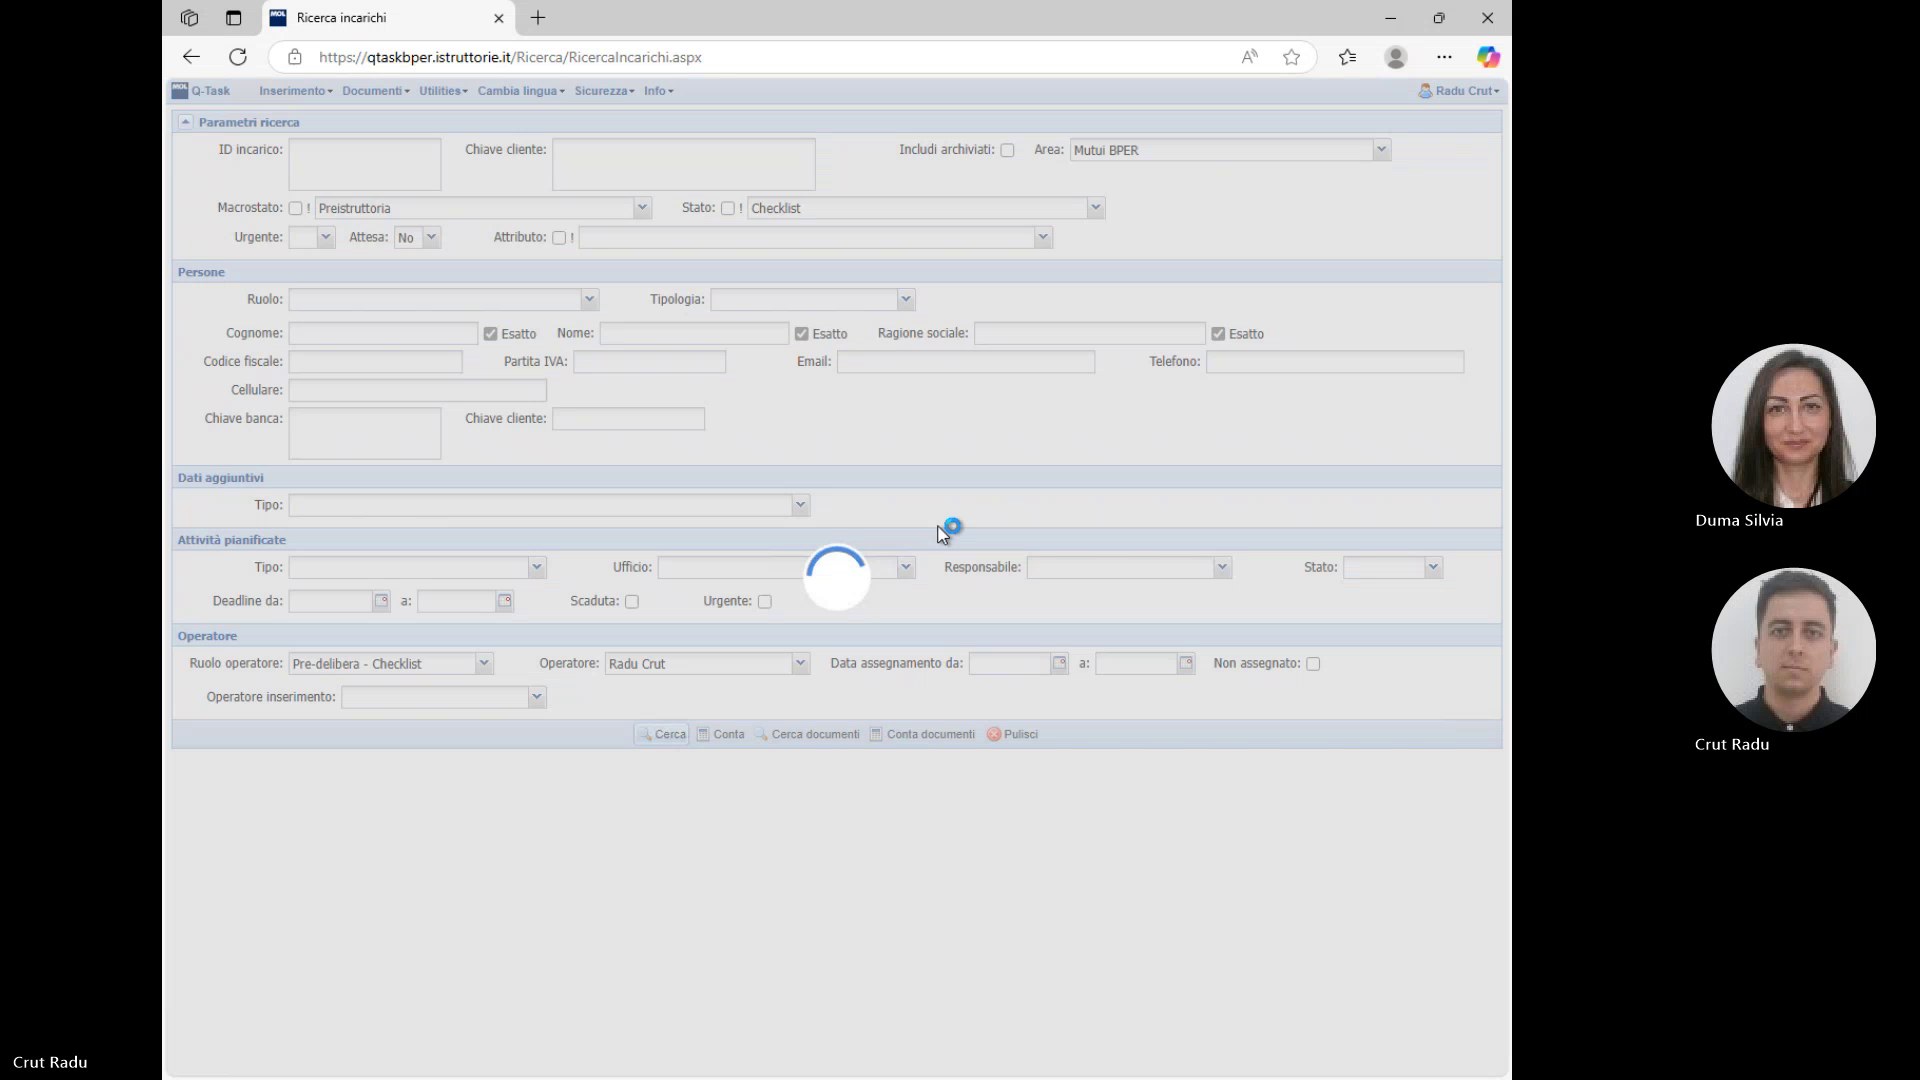 Ricerca incarichi
https://qtaskbper.istruttorie.it/Ricerca/RicercaIncarichi.aspx
MOL Q-Task Inserimento Documenti Utilities Cambia lingua Sicurezza Info Radu Crut
Parametri ricerca
ID incarico: Chiave cliente: Includi archiviati: Area: Mutui BPER
Macrostato: ! Preistruttoria Stato: ! Checklist
Urgente: Attesa: No Attributo: !
Persone
Ruolo: Tipologia:
Cognome: Esatto Nome: Esatto Ragione sociale: Esatto
Codice fiscale: Partita IVA: Email: Telefono:
Cellulare:
Chiave banca: Chiave cliente:
Dati aggiuntivi
Tipo:
Attività pianificate
Tipo: Ufficio: Responsabile: Stato:
Deadline da: a: Scaduta: Urgente:
Operatore
Ruolo operatore: Pre-delibera - Checklist Operatore: Radu Crut Data assegnamento da: a: Non assegnato:
Operatore inserimento:
Cerca Conta Cerca documenti Conta documenti Pulisci
Duma Silvia
Crut Radu
Crut Radu